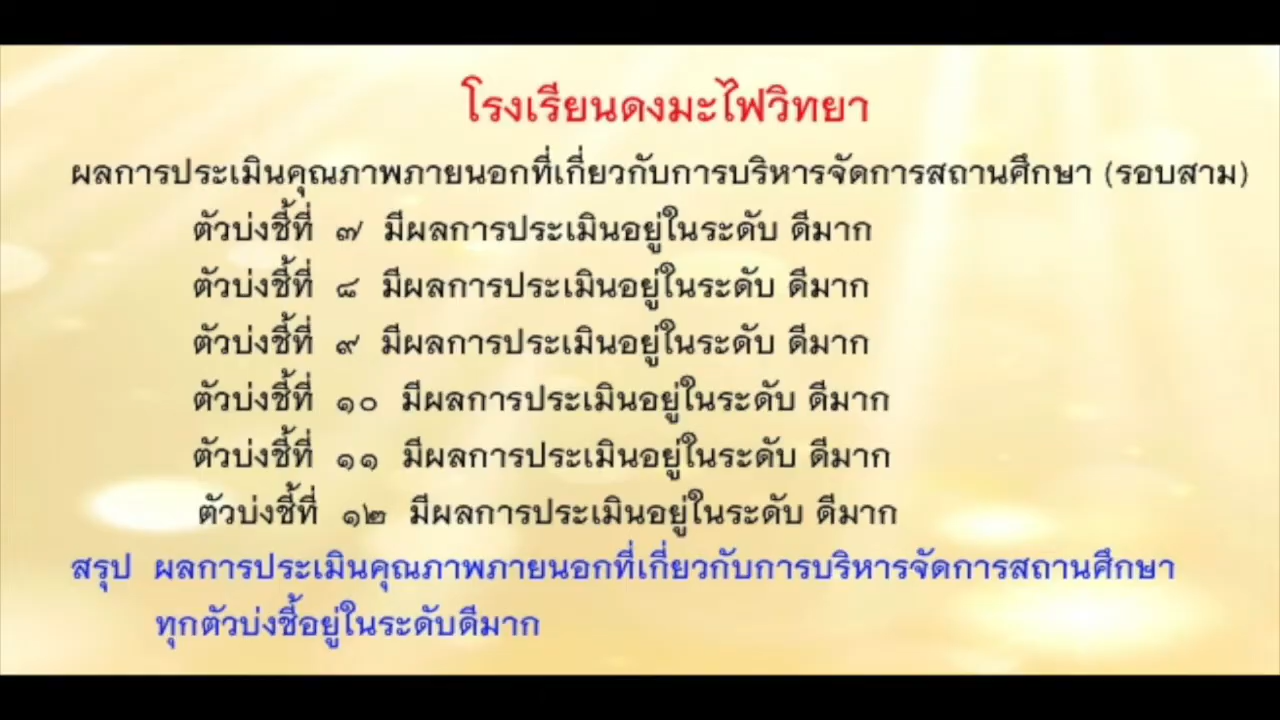 โรงเรียนดงมะไฟวิทยา
ผลการประเมินคุณภาพภายนอกที่เกี่ยวกับการบริหารจัดการสถานศึกษา (รอบสาม)
ตัวบ่งชี้ที่ ๗ มีผลการประเมินอยู่ในระดับ ดีมาก
ตัวบ่งชี้ที่ ๘ มีผลการประเมินอยู่ในระดับ ดีมาก
ตัวบ่งชี้ที่ ๙ มีผลการประเมินอยู่ในระดับ ดีมาก
ตัวบ่งชี้ที่ ๑๐ มีผลการประเมินอยู่ในระดับ ดีมาก
ตัวบ่งชี้ที่ ๑๑ มีผลการประเมินอยู่ในระดับ ดีมาก
ตัวบ่งชี้ที่ ๑๒ มีผลการประเมินอยู่ในระดับ ดีมาก
สรุป ผลการประเมินคุณภาพภายนอกที่เกี่ยวกับการบริหารจัดการสถานศึกษา
ทุกตัวบ่งชี้อยู่ในระดับดีมาก